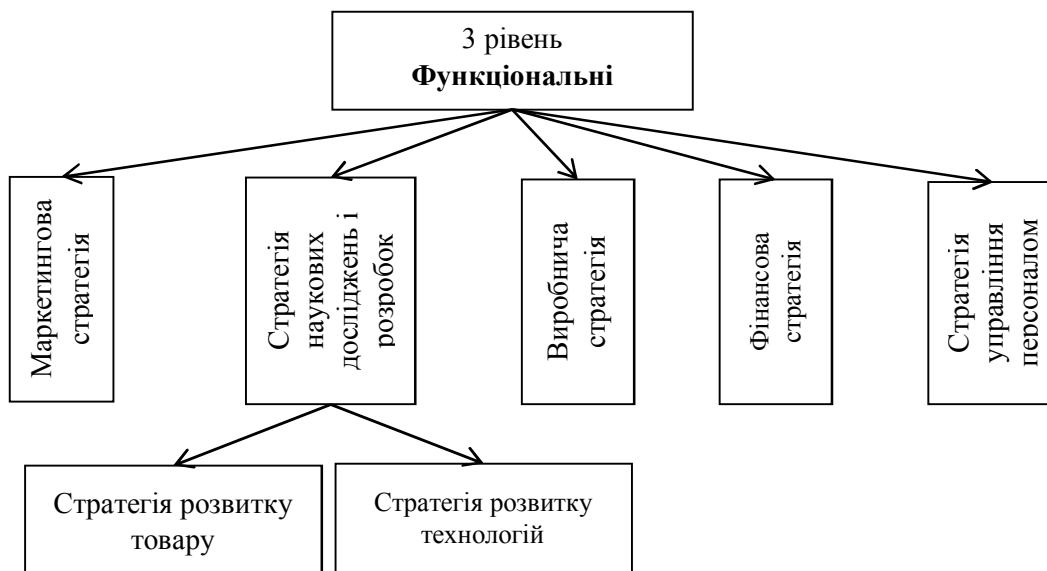 3 рівень
Функціональні
Маркетингова
стратегія
Стратегія
наукових
досліджень і
розробок
Виробнича
стратегія
Фінансова
стратегія
Стратегія
управління
персоналом
Стратегія розвитку
товару
Стратегія розвитку
технологій